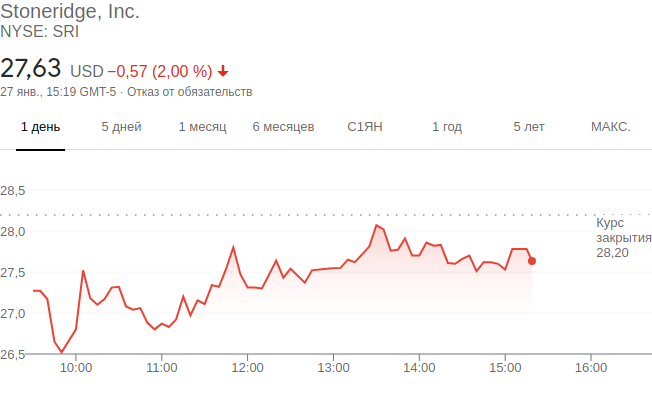 Stoneridge, Inc.
NYSE: SRI
27,63 USD −0,57 (2,00 %)
27 янв., 15:19 GMT-5 · Отказ от обязательств
1 день 5 дней 1 месяц 6 месяцев С1ЯН 1 год 5 лет МАКС.
28,5
28,0
27,5
27,0
26,5
Курс
закрытия
28,20
10:00 11:00 12:00 13:00 14:00 15:00 16:00